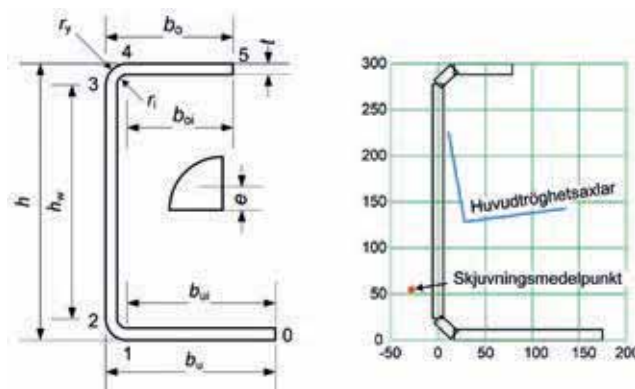 b₀
r_y
4
5
t
3
r_i
b_oi
h
h_w
e
b_ui
2
0
1
b_u
300
250
200
150
100
50
0
-50
0
50
100
150
200
Huvudtröghetsaxlar
Skjuvningsmedelpunkt